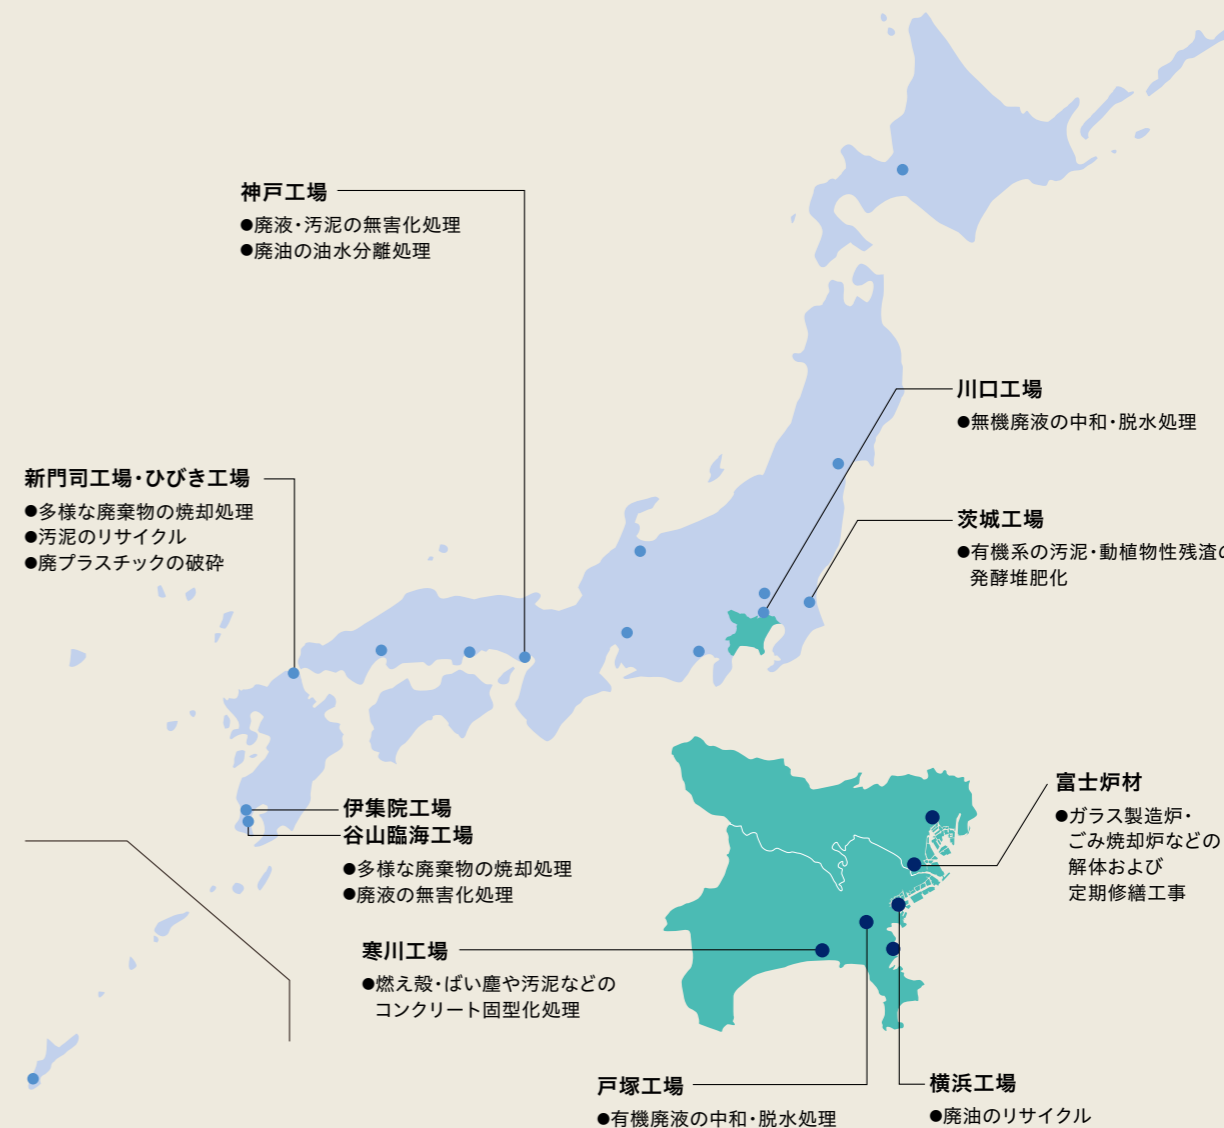 神戸工場
●廃液・汚泥の無害化処理
●廃油の油水分離処理
川口工場
●無機廃液の中和・脱水処理
新門司工場・ひびき工場
●多様な廃棄物の焼却処理
●汚泥のリサイクル
●廃プラスチックの破砕
茨城工場
●有機系の汚泥・動植物性残渣の
発酵堆肥化
伊集院工場
谷山臨海工場
●多様な廃棄物の焼却処理
●廃液の無害化処理
富士炉材
●ガラス製造炉・
ごみ焼却炉などの
解体および
定期修繕工事
寒川工場
●燃え殻・ばい塵や汚泥などの
コンクリート固型化処理
戸塚工場
●有機廃液の中和・脱水処理
横浜工場
●廃油のリサイクル